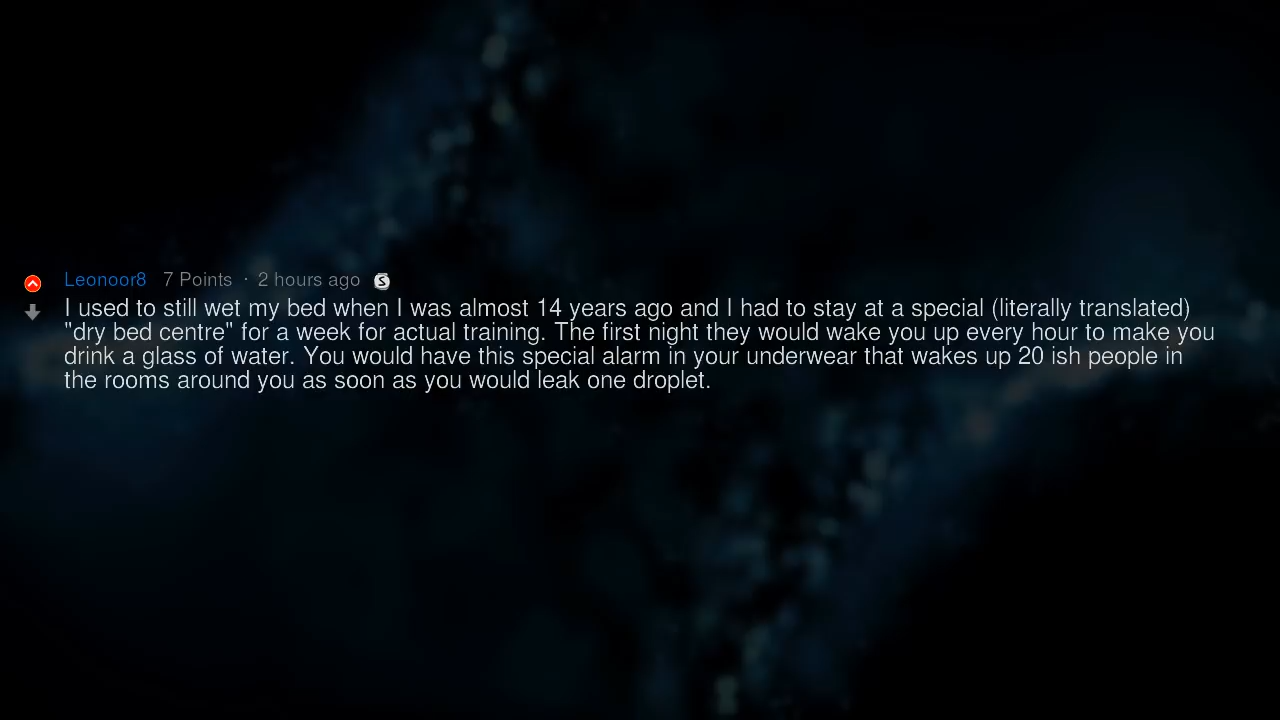 Leonoor8 7 Points · 2 hours ago S
I used to still wet my bed when I was almost 14 years ago and I had to stay at a special (literally translated)
"dry bed centre" for a week for actual training. The first night they would wake you up every hour to make you
drink a glass of water. You would have this special alarm in your underwear that wakes up 20 ish people in
the rooms around you as soon as you would leak one droplet.